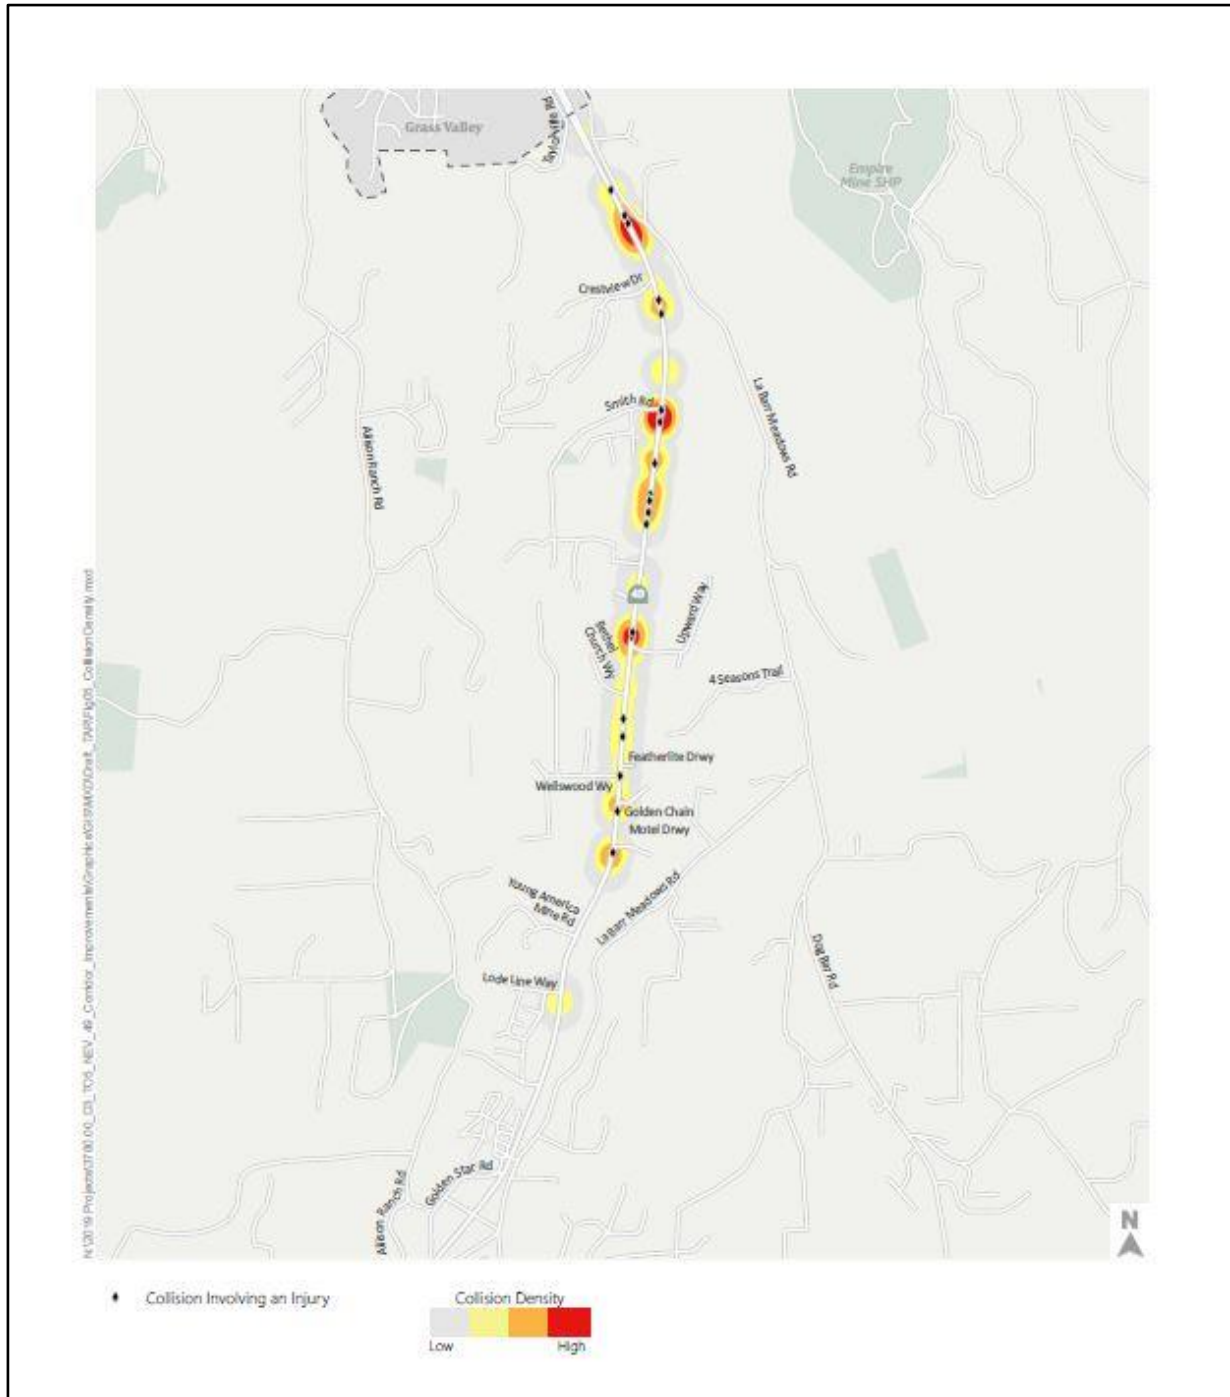 Grass Valley
Empire
Mine SHP
Crestview Dr
Smith Rd
La Barr Meadows Rd
Allison Ranch Rd
Bethel
Church Wy
Upward Way
4 Seasons Trail
Featherlite Drwy
Wellswood Wy
Golden Chain
Motel Drwy
Young America
Mine Rd
La Barr Meadows Rd
Lode Line Way
Dog Bar Rd
Golden Star Rd
Allison Ranch Rd
N
Collision Involving an Injury
Collision Density
Low
High